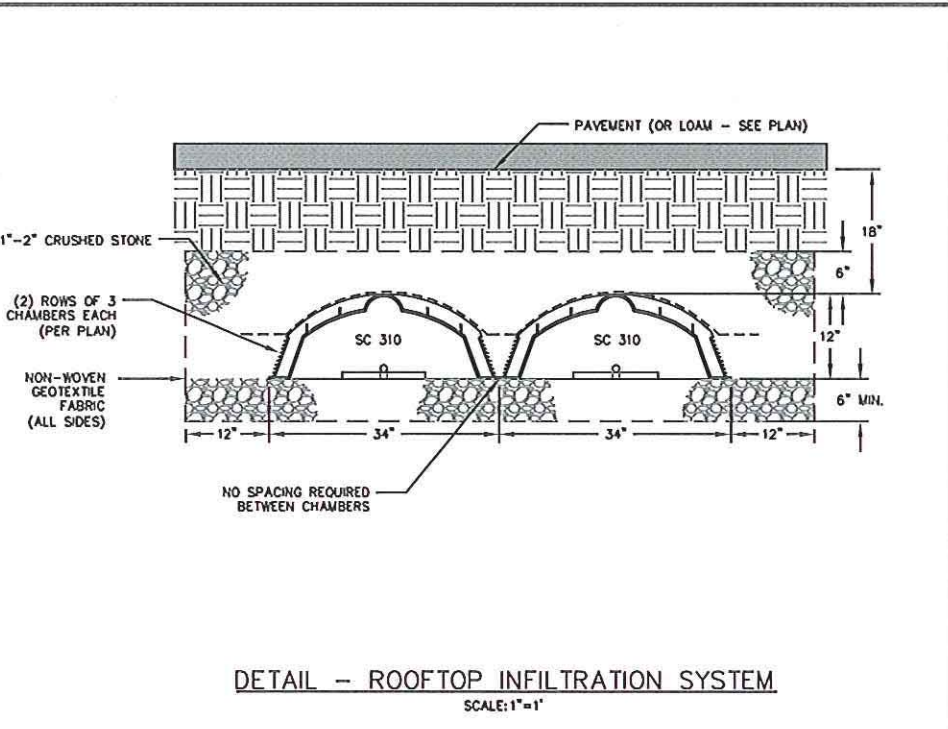 PAVEMENT (OR LOAM - SEE PLAN)
1"-2" CRUSHED STONE
18"
6"
(2) ROWS OF 3
CHAMBERS EACH
(PER PLAN)
12"
SC 310
SC 310
NON-WOVEN
GEOTEXTILE
FABRIC
(ALL SIDES)
6" MIN.
12"
34"
34"
12"
NO SPACING REQUIRED
BETWEEN CHAMBERS
DETAIL - ROOFTOP INFILTRATION SYSTEM
SCALE: 1"=1'